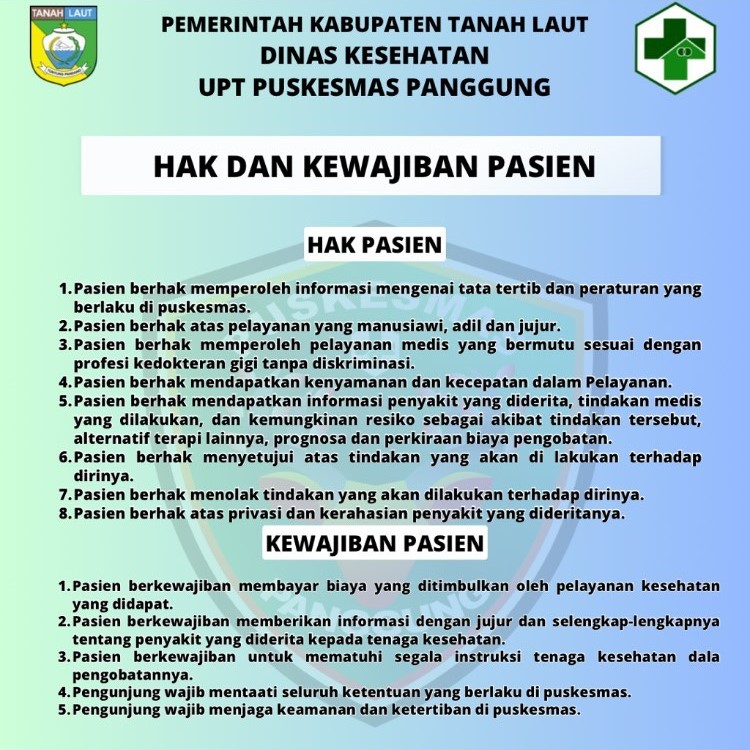 TANAH LAUT
PEMERINTAH KABUPATEN TANAH LAUT
DINAS KESEHATAN
UPT PUSKESMAS PANGGUNG
HAK DAN KEWAJIBAN PASIEN
HAK PASIEN
1. Pasien berhak memperoleh informasi mengenai tata tertib dan peraturan yang
berlaku di puskesmas.
2. Pasien berhak atas pelayanan yang manusiawi, adil dan jujur.
3. Pasien berhak memperoleh pelayanan medis yang bermutu sesuai dengan
profesi kedokteran gigi tanpa diskriminasi.
4. Pasien berhak mendapatkan kenyamanan dan kecepatan dalam Pelayanan.
5. Pasien berhak mendapatkan informasi penyakit yang diderita, tindakan medis
yang dilakukan, dan kemungkinan resiko sebagai akibat tindakan tersebut,
alternatif terapi lainnya, prognosa dan perkiraan biaya pengobatan.
6. Pasien berhak menyetujui atas tindakan yang akan di lakukan terhadap
dirinya.
7. Pasien berhak menolak tindakan yang akan dilakukan terhadap dirinya.
8. Pasien berhak atas privasi dan kerahasian penyakit yang dideritanya.
KEWAJIBAN PASIEN
1. Pasien berkewajiban membayar biaya yang ditimbulkan oleh pelayanan kesehatan
yang didapat.
2. Pasien berkewajiban memberikan informasi dengan jujur dan selengkap-lengkapnya
tentang penyakit yang diderita kepada tenaga kesehatan.
3. Pasien berkewajiban untuk mematuhi segala instruksi tenaga kesehatan dala
pengobatannya.
4. Pengunjung wajib mentaati seluruh ketentuan yang berlaku di puskesmas.
5. Pengunjung wajib menjaga keamanan dan ketertiban di puskesmas.
PUSKESMAS
PANGGUNG